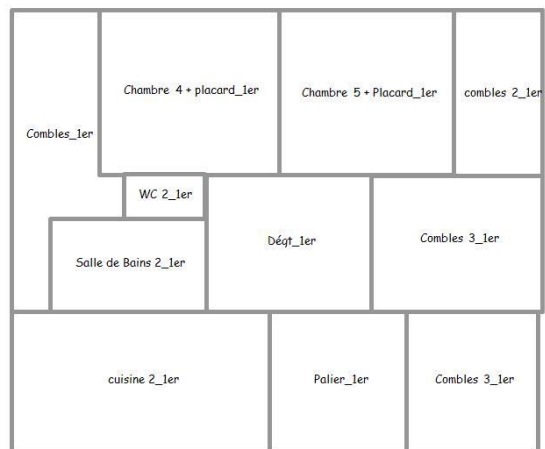 Chambre 4 + placard_1er
Chambre 5 + Placard_1er
combles 2_1er
Combles_1er
WC 2_1er
Salle de Bains 2_1er
Déqt_1er
Combles 3_1er
cuisine 2_1er
Palier_1er
Combles 3_1er